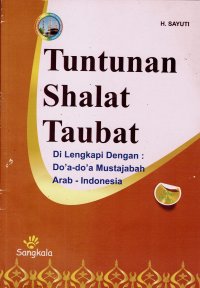 H. SAYUTI
Tuntunan
Shalat
Taubat
Di Lengkapi Dengan :
Do'a-do'a Mustajabah
Arab - Indonesia
Sangkala